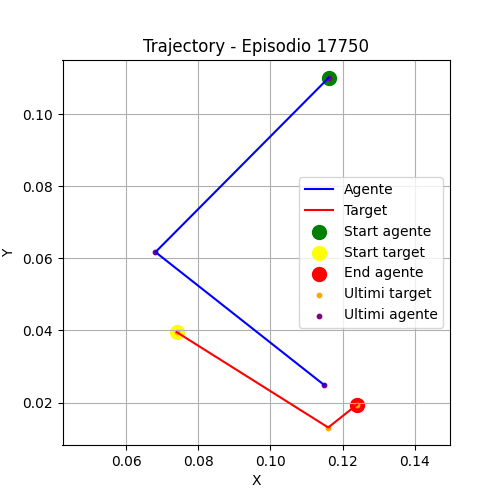 Trajectory - Episodio 17750
Y
0.10
0.08
0.06
0.04
0.02
Agente
Target
Start agente
Start target
End agente
Ultimi target
Ultimi agente
0.06 0.08 0.10 0.12 0.14
X